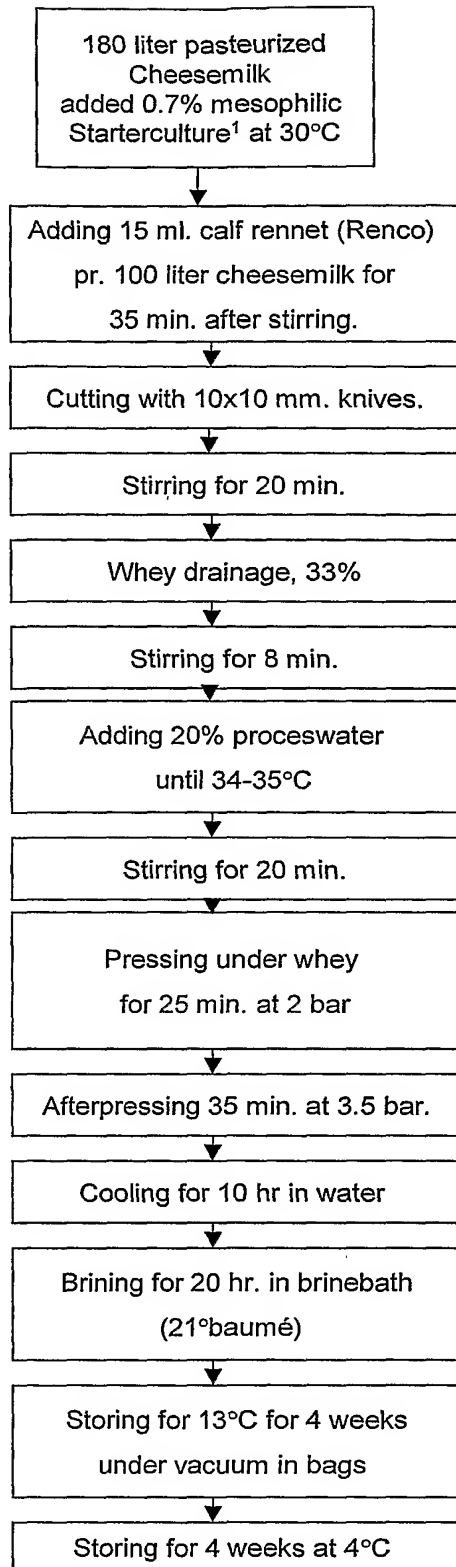 180 liter pasteurized
Cheesemilk
added 0.7% mesophilic
Starterculture¹ at 30°C
Adding 15 ml. calf rennet (Renco)
pr. 100 liter cheesemilk for
35 min. after stirring.
Cutting with 10x10 mm. knives.
Stirring for 20 min.
Whey drainage, 33%
Stirring for 8 min.
Adding 20% proceswater
until 34-35°C
Stirring for 20 min.
Pressing under whey
for 25 min. at 2 bar
Afterpressing 35 min. at 3.5 bar.
Cooling for 10 hr in water
Brining for 20 hr. in brinebath
(21°baumé)
Storing for 13°C for 4 weeks
under vacuum in bags
Storing for 4 weeks at 4°C